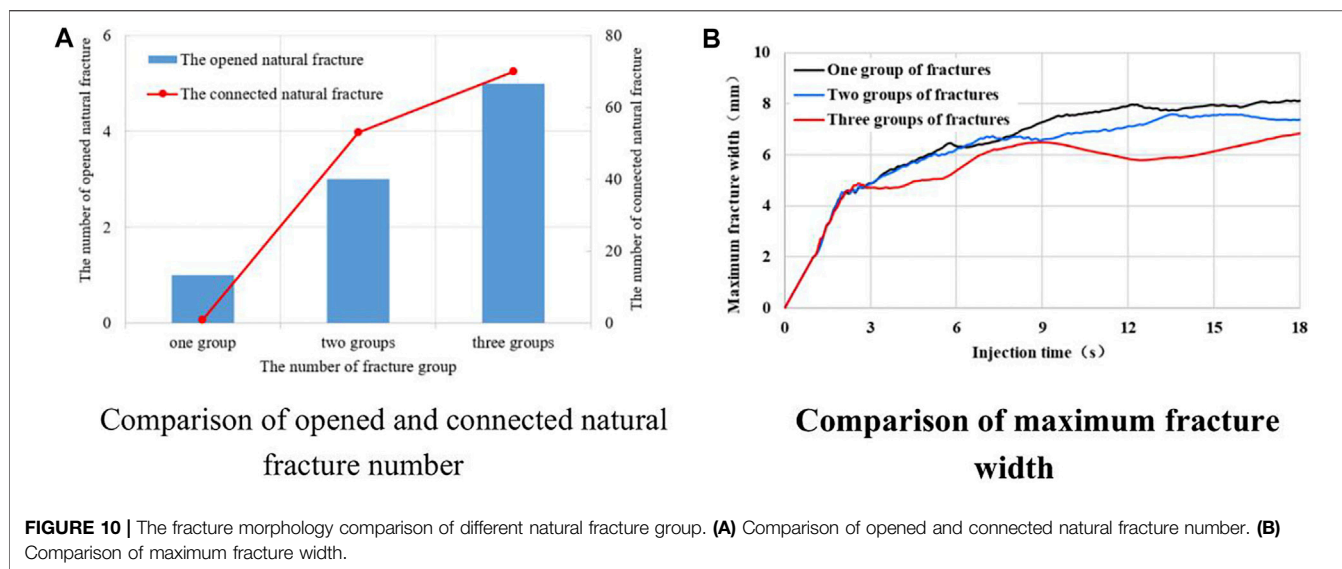 A
The number of opened natural fracture
6
4
2
0
The opened natural fracture
The connected natural fracture
80
60
40
20
0
The number of connected natural fracture
one group
two groups
three groups
The number of fracture group
Comparison of opened and connected natural
fracture number
B
Maximum fracture width（mm）
10
8
6
4
2
0
One group of fractures
Two groups of fractures
Three groups of fractures
0
3
6
9
12
15
18
Injection time（s）
Comparison of maximum fracture
width
FIGURE 10 | The fracture morphology comparison of different natural fracture group. (A) Comparison of opened and connected natural fracture number. (B)
Comparison of maximum fracture width.